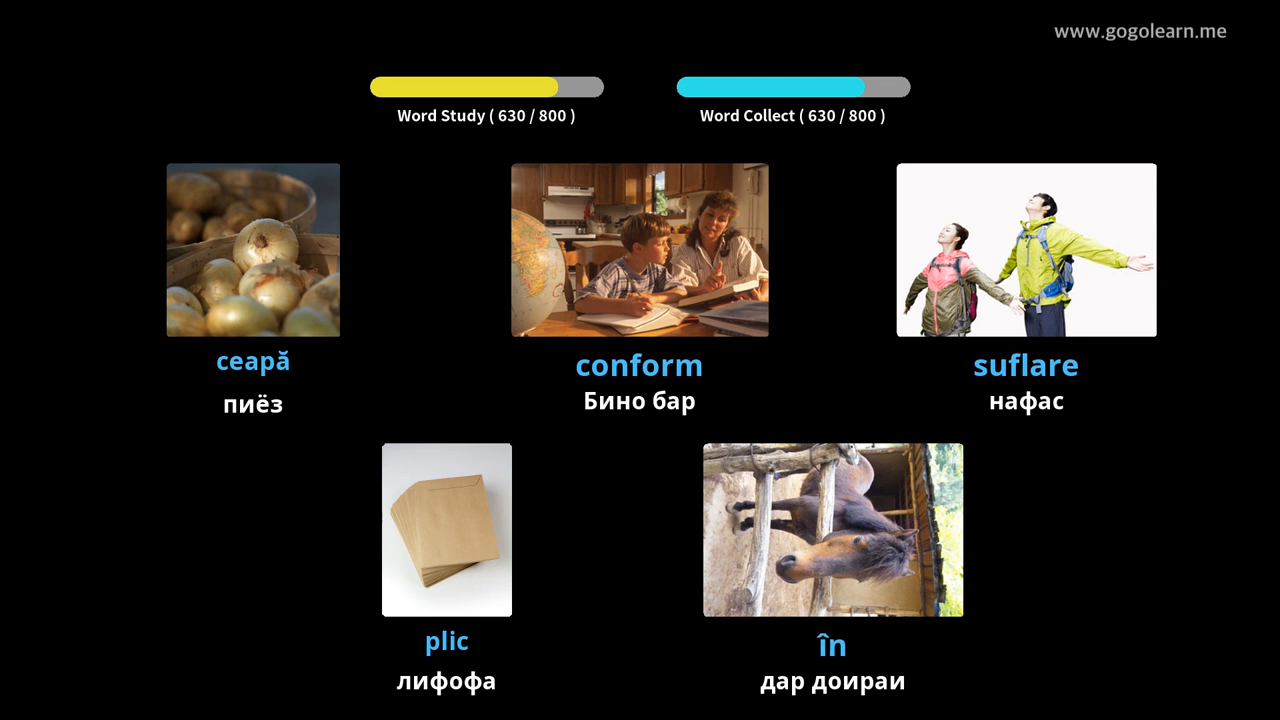 www.gogolearn.me
Word Study ( 630 / 800 )
Word Collect ( 630 / 800 )
ceapă
пиёз
conform
Бино бар
suflare
нафас
plic
лифофа
în
дар доираи